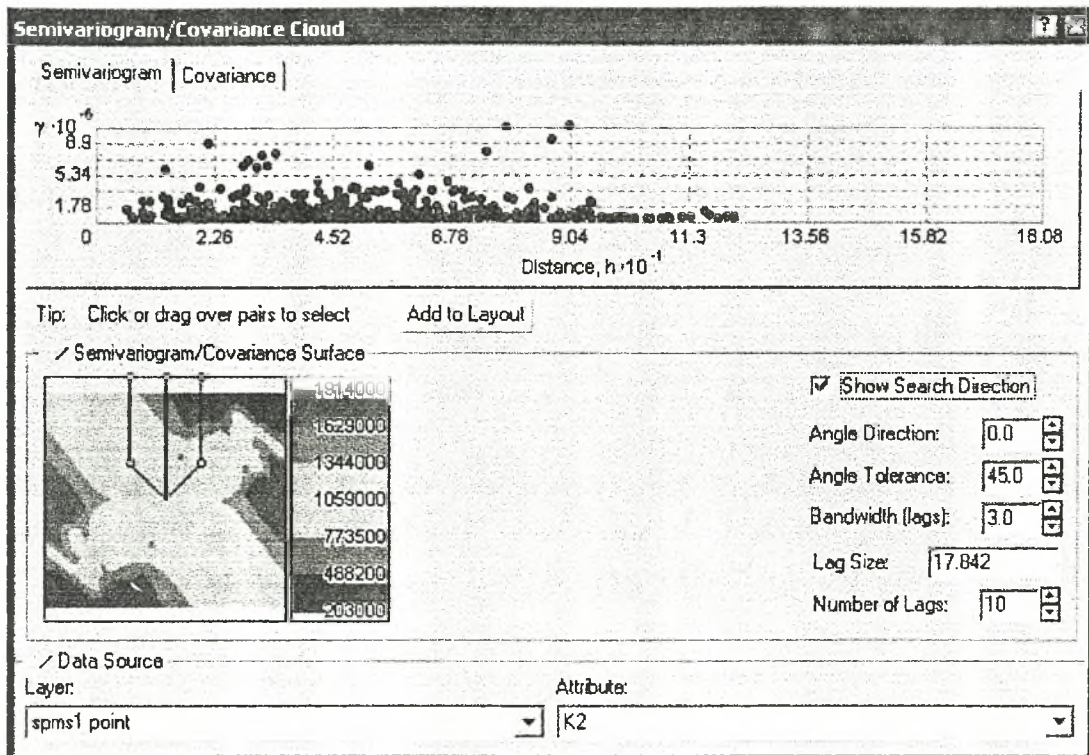 Semivariogram/Covariance Cloud ?
Semivariogram Covariance
γ·10⁻⁶
8.9
5.34
1.78
0 2.26 4.52 6.78 9.04 11.3 13.56 15.82 18.08
Distance, h·10⁻¹
Tip: Click or drag over pairs to select Add to Layout
Semivariogram/Covariance Surface
1814000
1629000
1344000
1059000
773500
488200
203000
Show Search Direction
Angle Direction: 0.0
Angle Tolerance: 45.0
Bandwidth (lags): 3.0
Lag Size: 17.842
Number of Lags: 10
Data Source
Layer: Attribute:
spms1 point K2